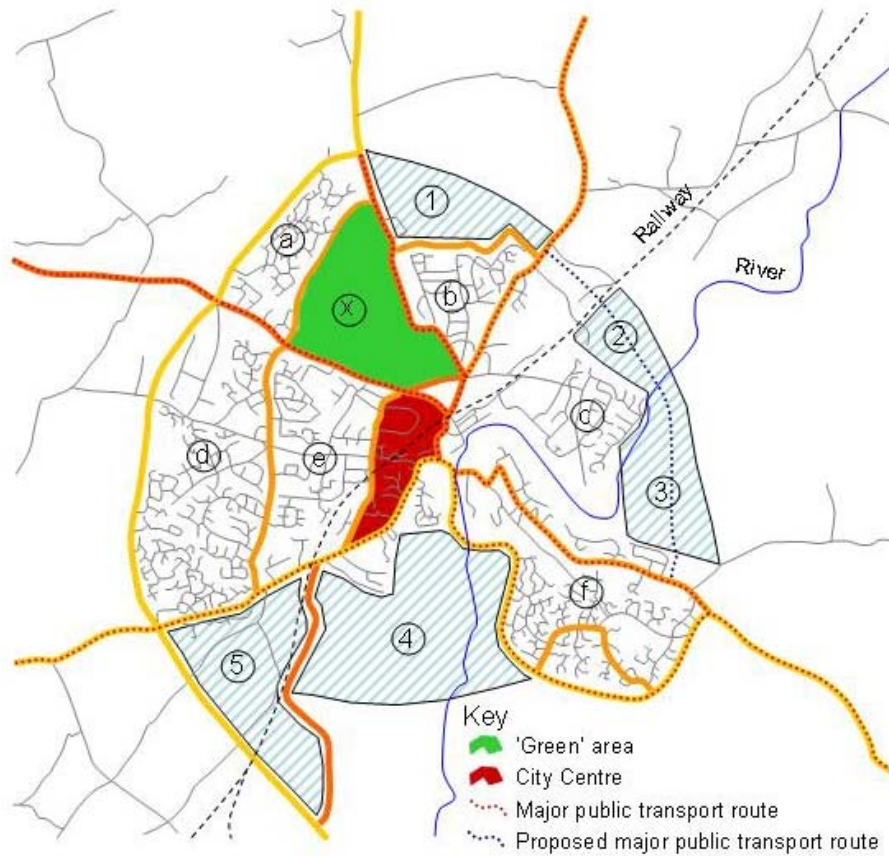 1
a
Railway
x
b
River
2
c
d
e
3
f
4
5
Key
'Green' area
City Centre
Major public transport route
Proposed major public transport route